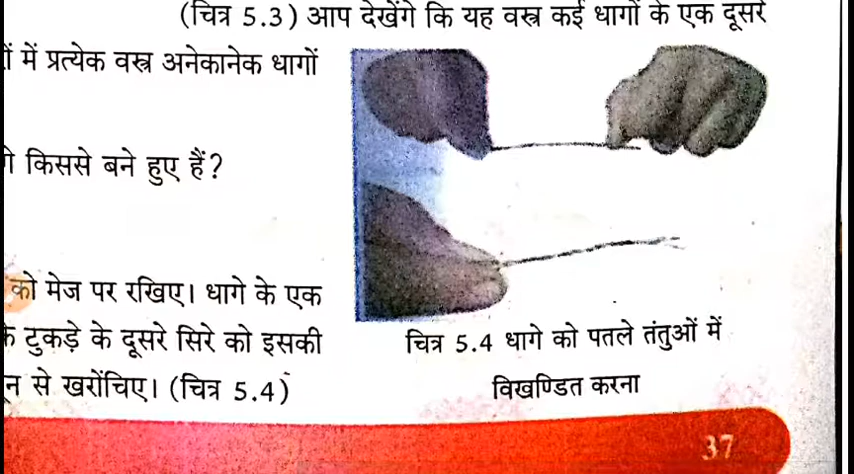 (चित्र 5.3) आप देखेंगे कि यह वस्त्र कई धागों के एक दूसरे
में प्रत्येक वस्त्र अनेकानेक धागों
किससे बने हुए हैं?
को मेज पर रखिए। धागे के एक
टुकड़े के दूसरे सिरे को इसकी
से खरोंचिए। (चित्र 5.4)
चित्र 5.4 धागे को पतले तंतुओं में
विखण्डित करना
37